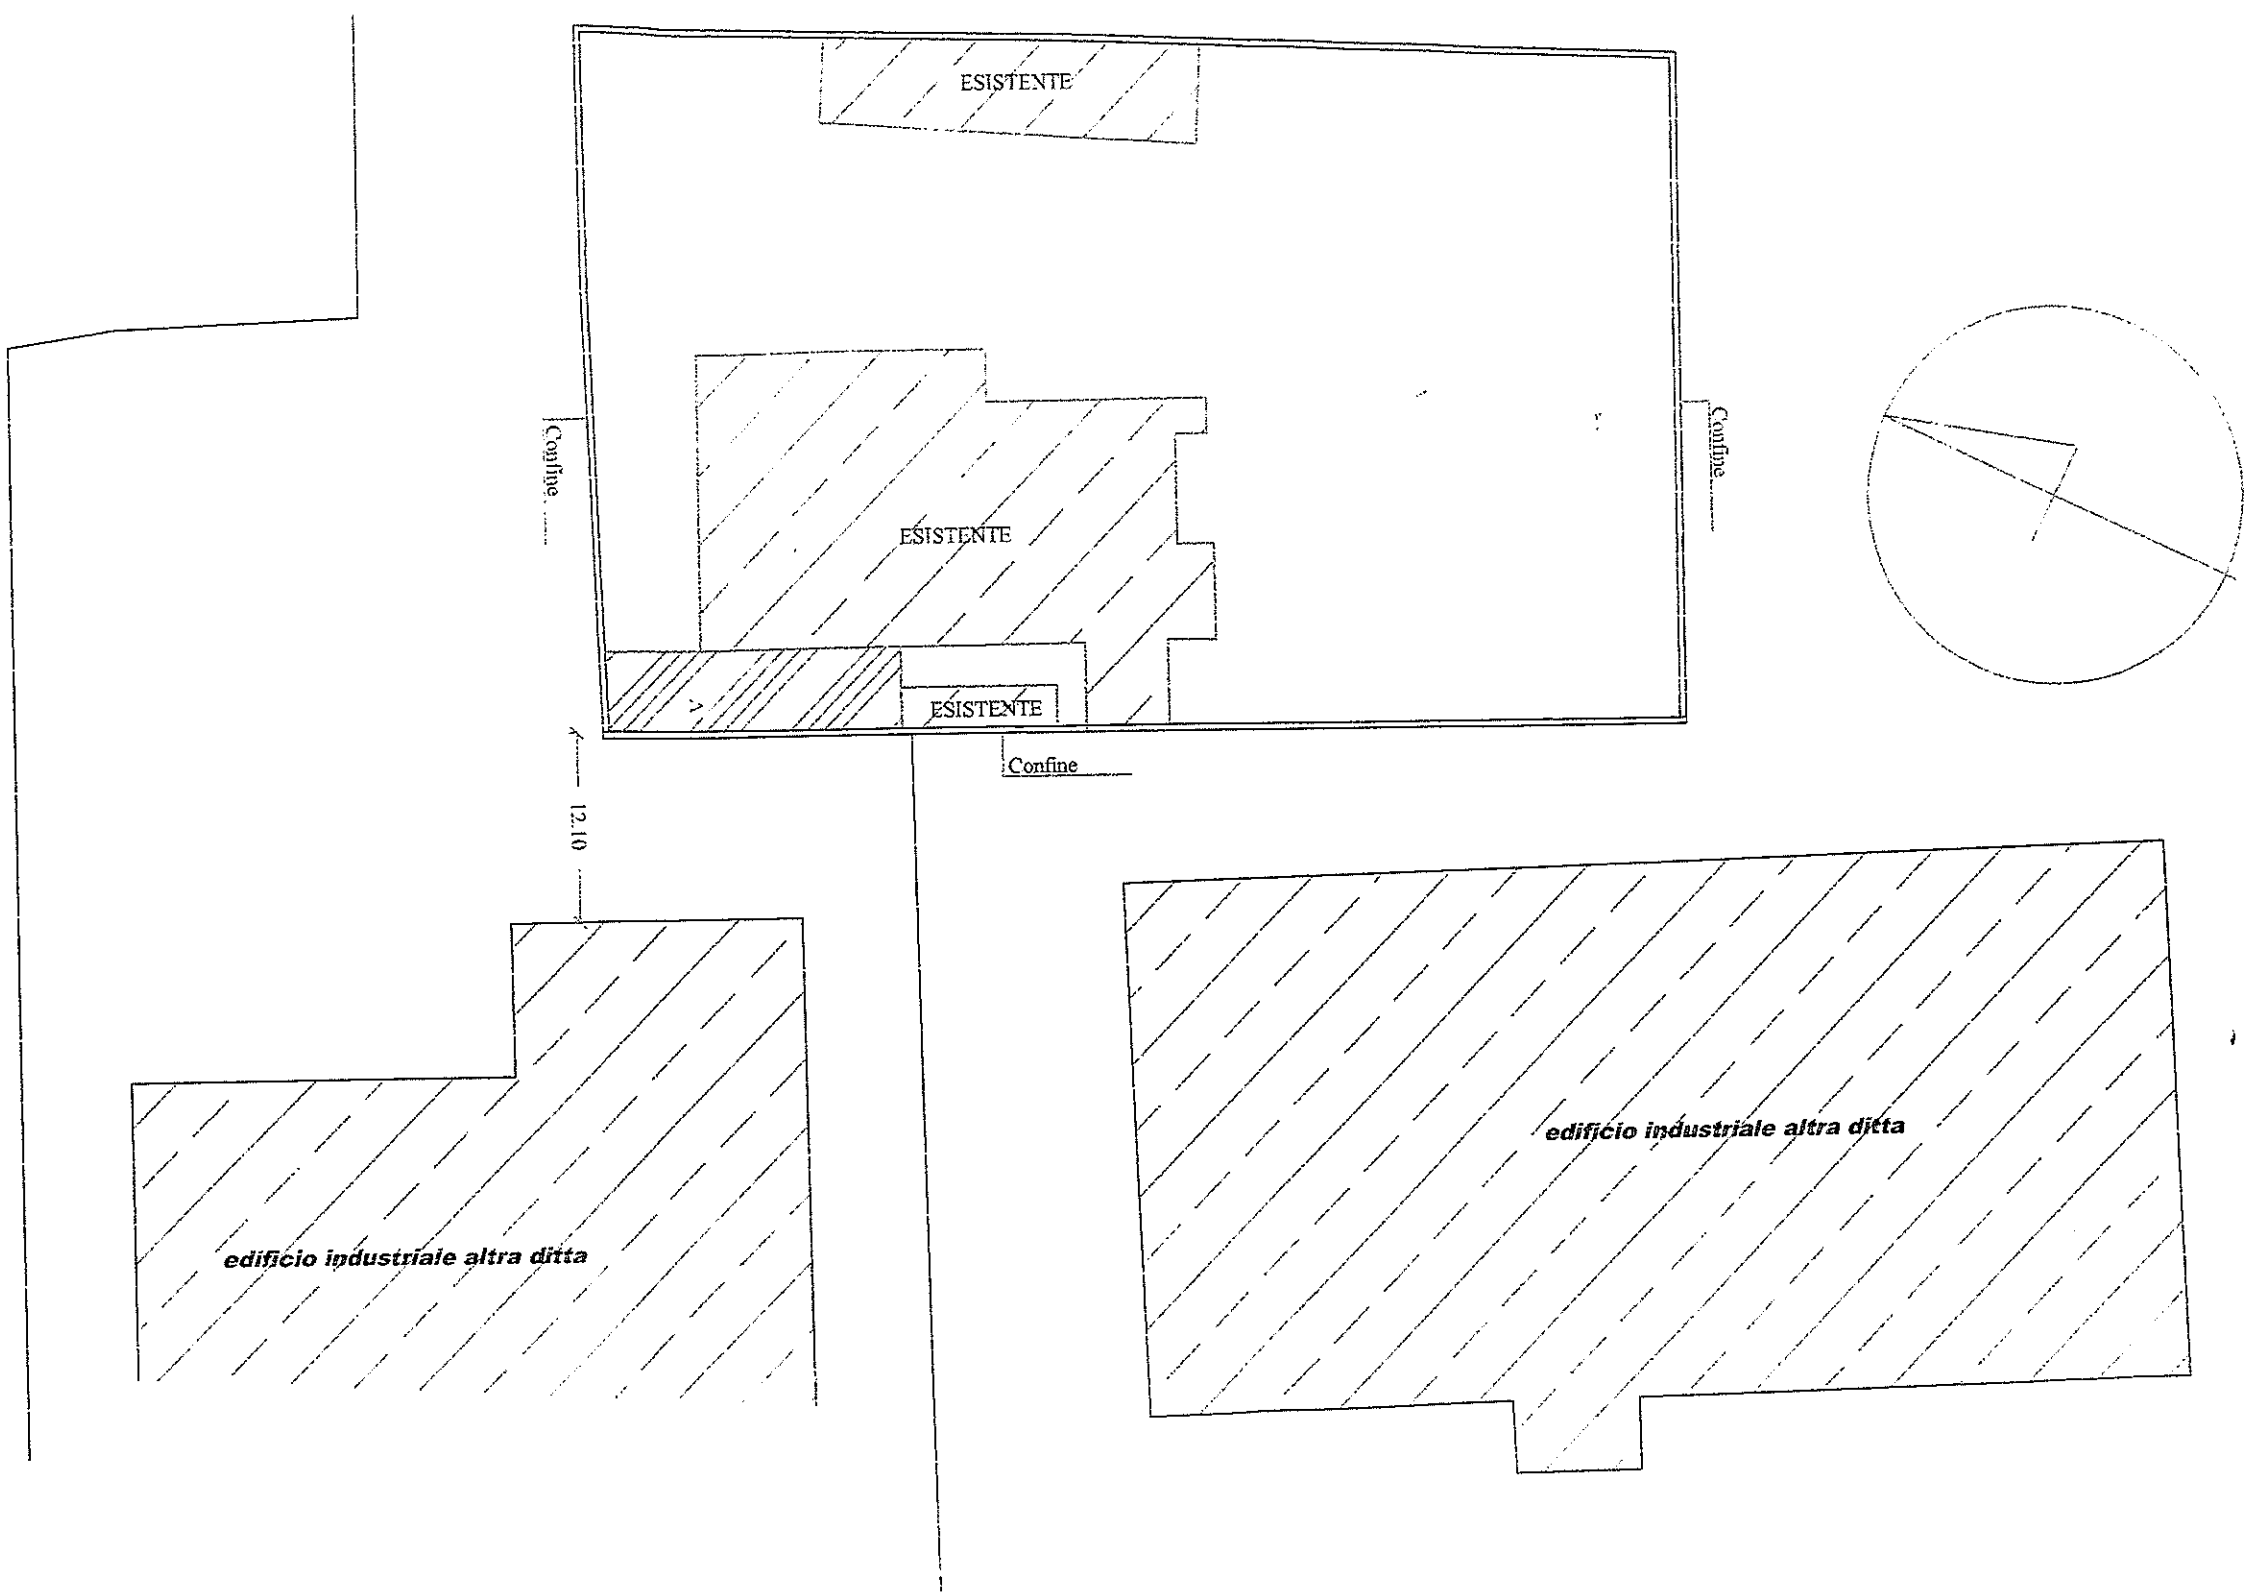 ESISTENTE
Confine
Confine
ESISTENTE
ESISTENTE
Confine
12.10
edificio industriale altra ditta
edificio industriale altra ditta